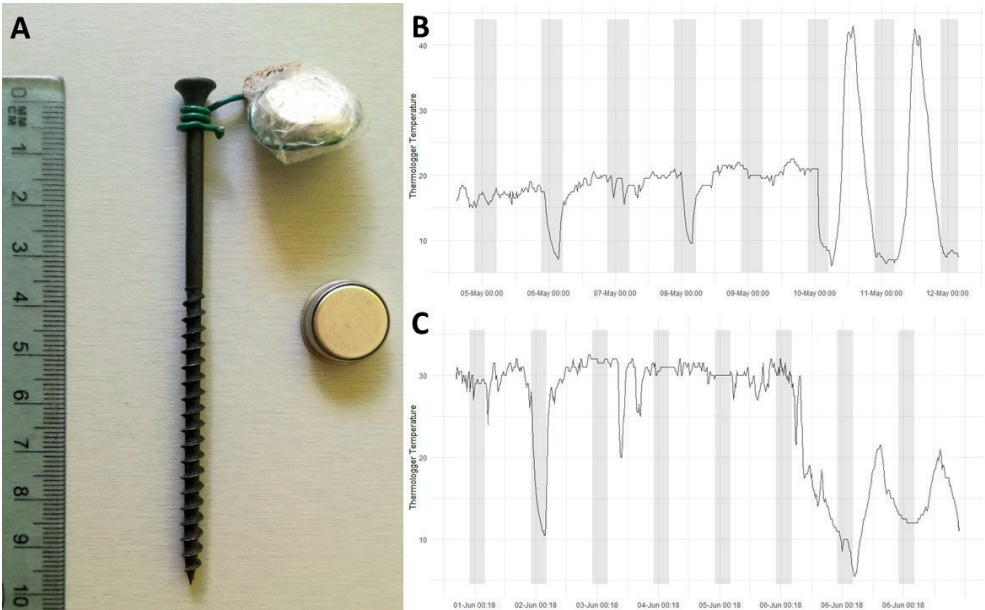 A
0 MM
CM
1
2
3
4
5
6
7
8
9
10
B
Thermologger Temperature
40
30
20
10
05-May 00:00
06-May 00:00
07-May 00:00
08-May 00:00
09-May 00:00
10-May 00:00
11-May 00:00
12-May 00:00
C
Thermologger Temperature
30
20
10
01-Jun 00:18
02-Jun 00:18
03-Jun 00:18
04-Jun 00:18
05-Jun 00:18
06-Jun 00:18
06-Jun 00:18
06-Jun 00:18